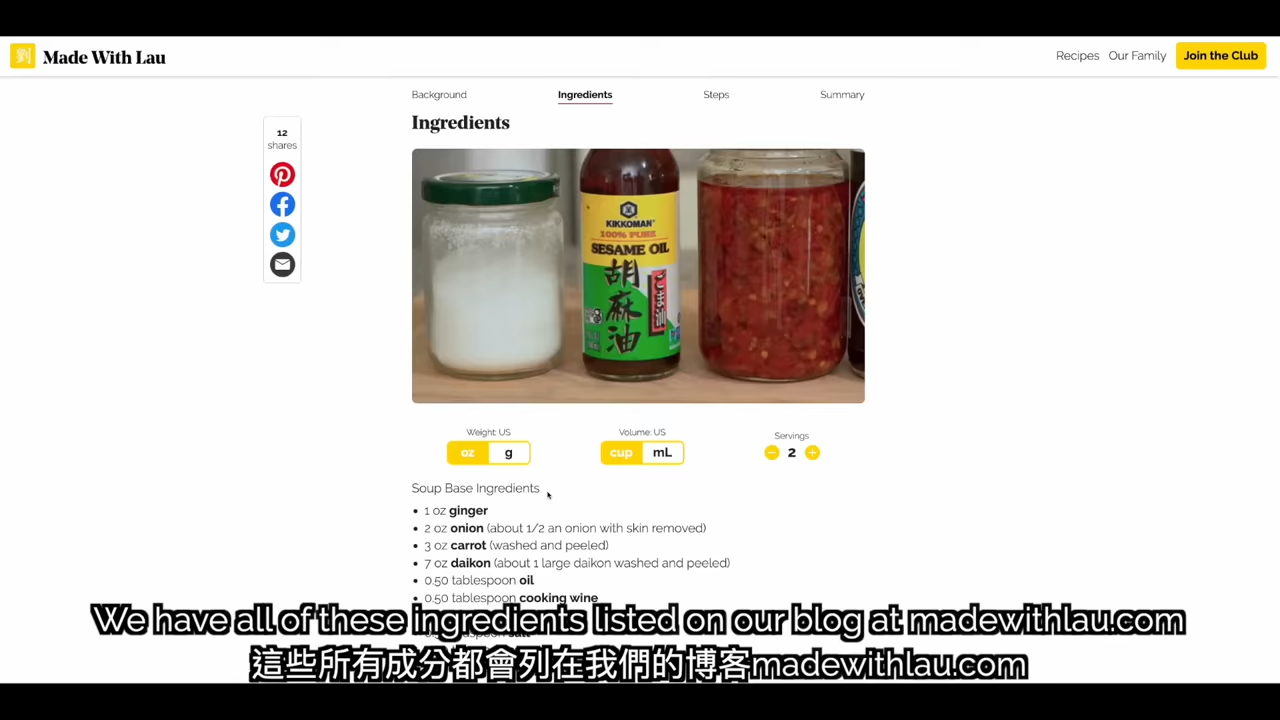 劉 Made With Lau
Recipes Our Family Join the Club
Background Ingredients Steps Summary
Ingredients
12
shares
KIKKOMAN
100% PURE
SESAME OIL
胡
麻
油
Weight: US
oz g
Volume: US
cup mL
Servings
2
Soup Base Ingredients
1 oz ginger
2 oz onion (about 1/2 an onion with skin removed)
3 oz carrot (washed and peeled)
7 oz daikon (about 1 large daikon washed and peeled)
0.50 tablespoon oil
0.50 tablespoon cooking wine
We have all of these ingredients listed on our blog at madewithlau.com
這些所有成分都會列在我們的博客madewithlau.com